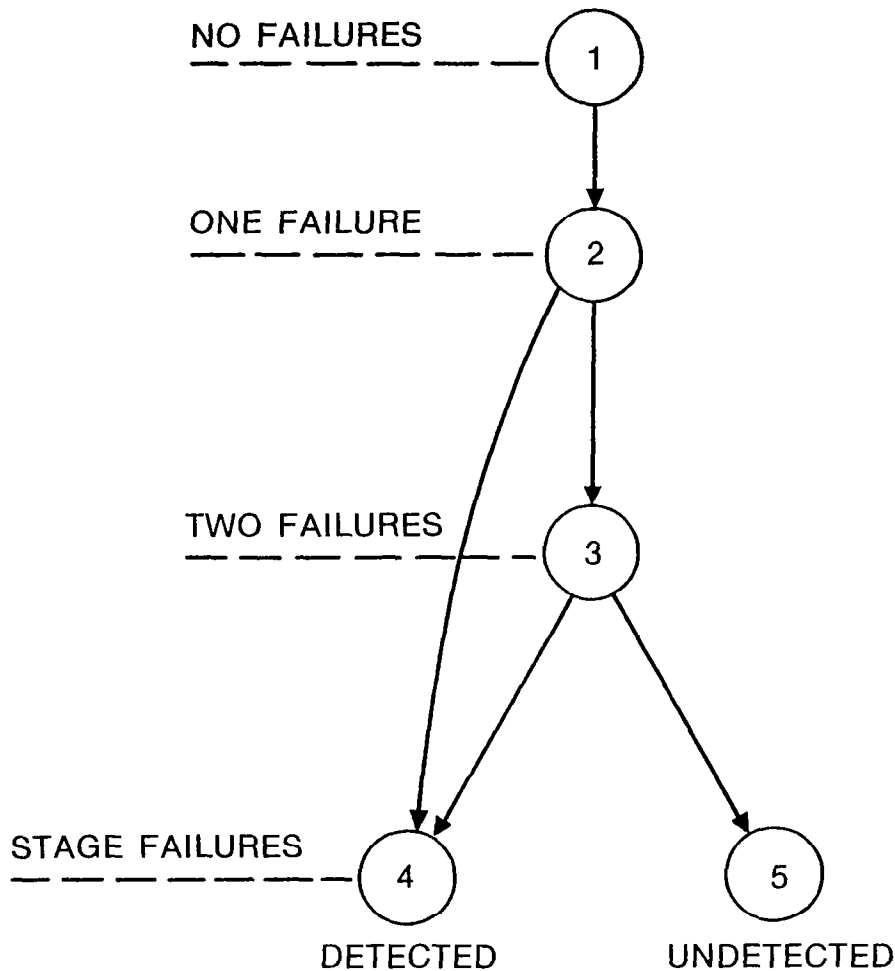 NO FAILURES
1
ONE FAILURE
2
TWO FAILURES
3
STAGE FAILURES
4
5
DETECTED
UNDETECTED